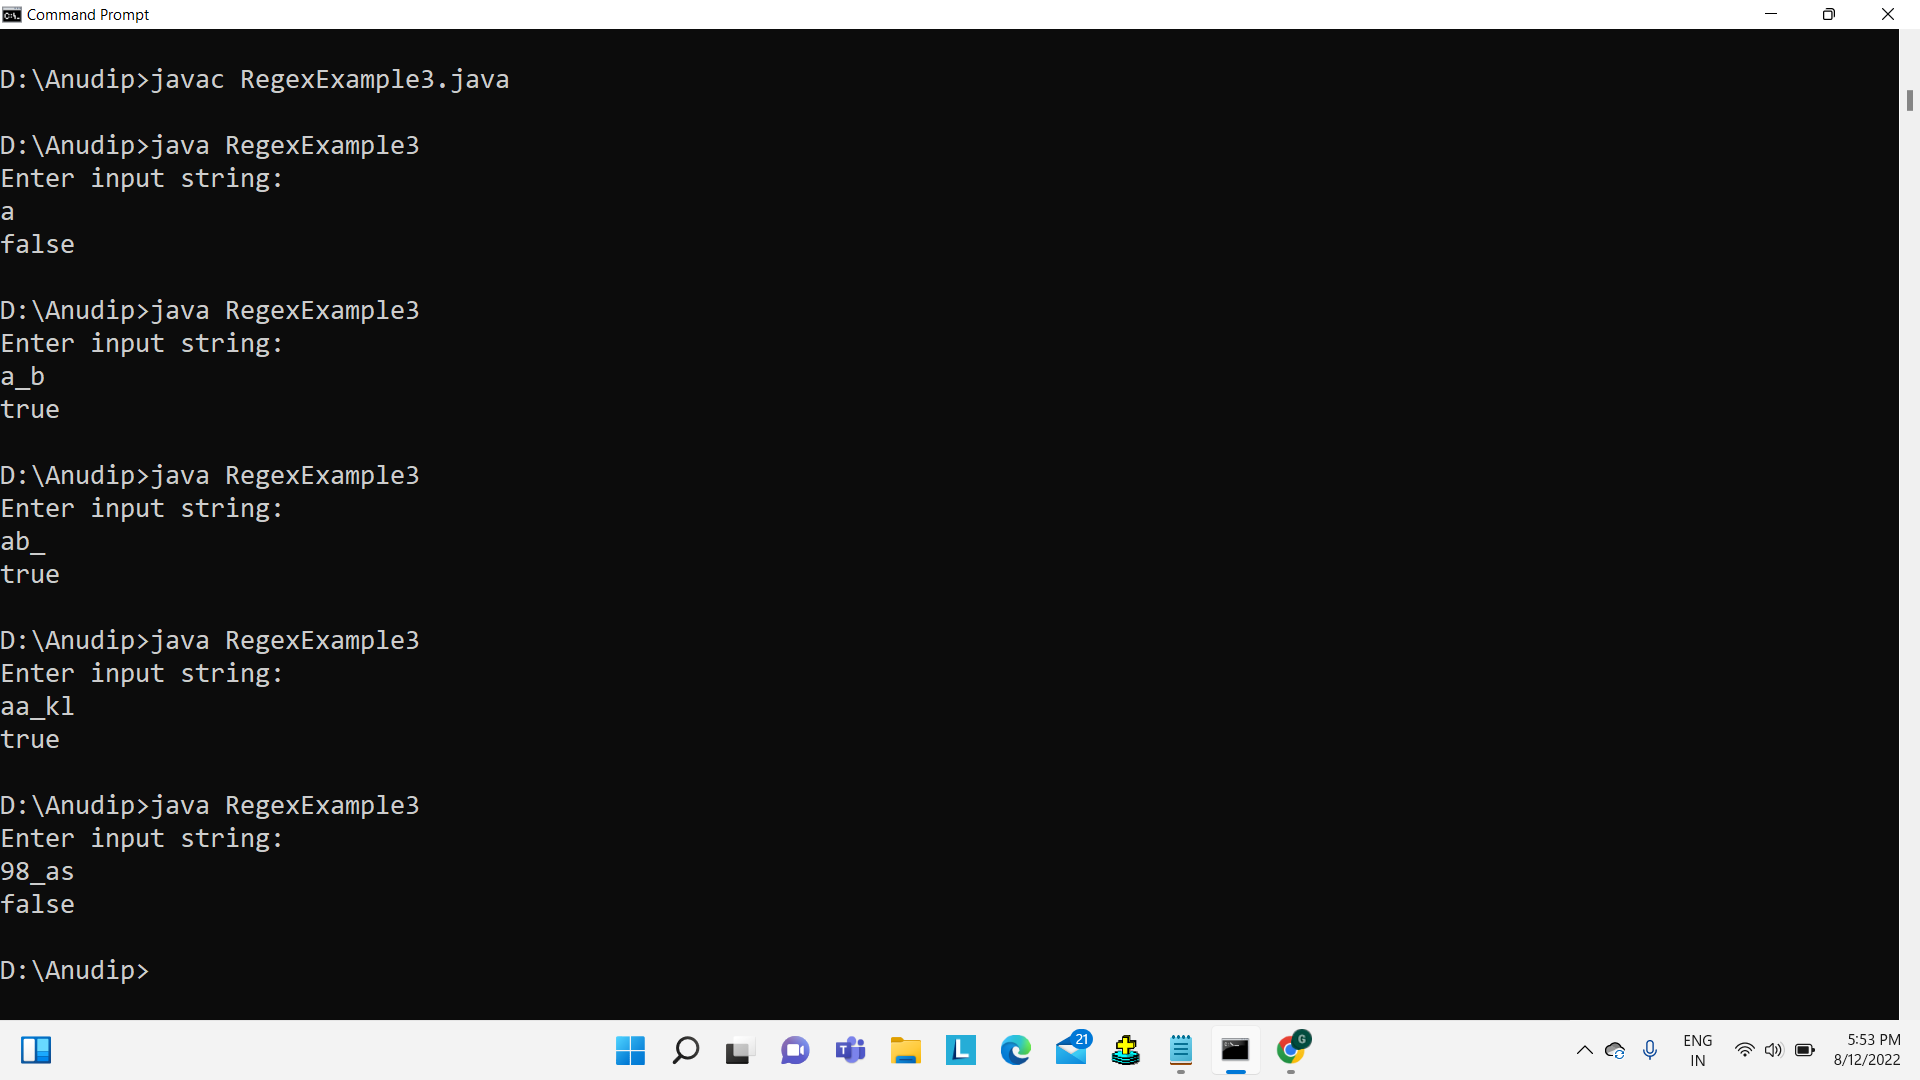 Command Prompt
D:\Anudip>javac RegexExample3.java
D:\Anudip>java RegexExample3
Enter input string:
a
false
D:\Anudip>java RegexExample3
Enter input string:
a_b
true
D:\Anudip>java RegexExample3
Enter input string:
ab_
true
D:\Anudip>java RegexExample3
Enter input string:
aa_kl
true
D:\Anudip>java RegexExample3
Enter input string:
98_as
false
D:\Anudip>
L
21
G
ENG
IN
5:53 PM
8/12/2022